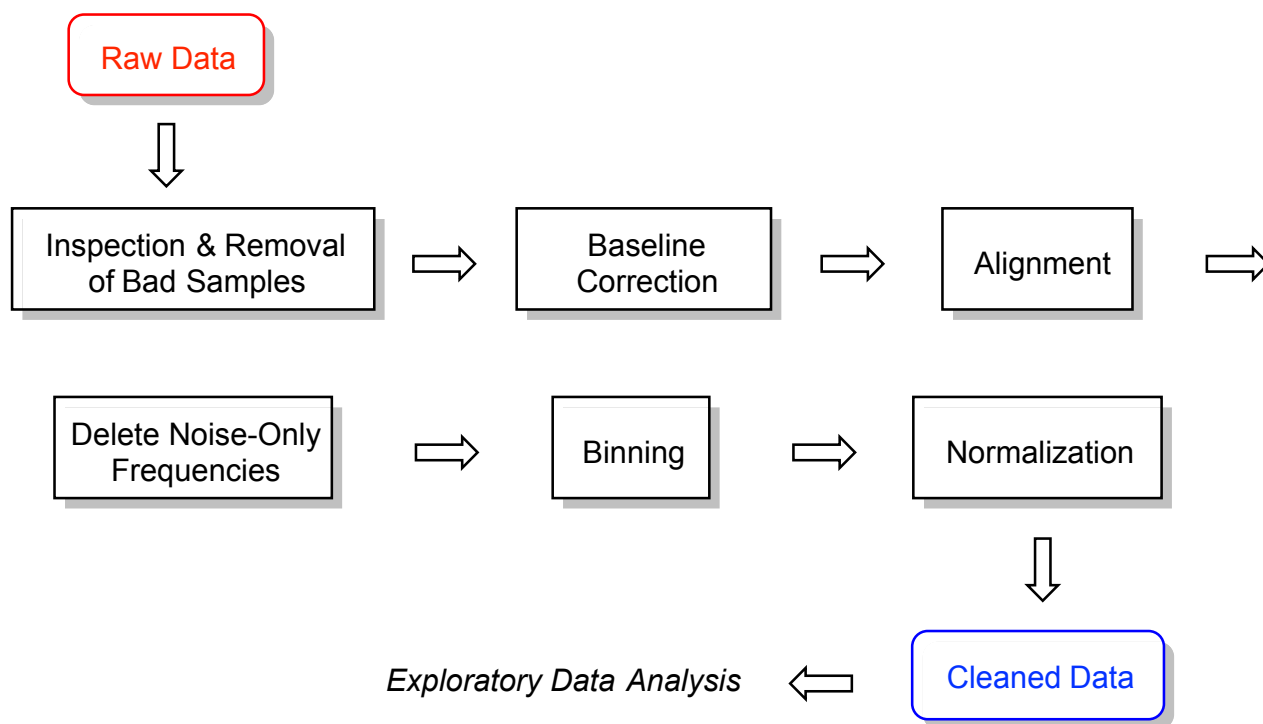 Raw Data
Inspection & Removal
of Bad Samples
Baseline
Correction
Alignment
Delete Noise-Only
Frequencies
Binning
Normalization
Exploratory Data Analysis
Cleaned Data